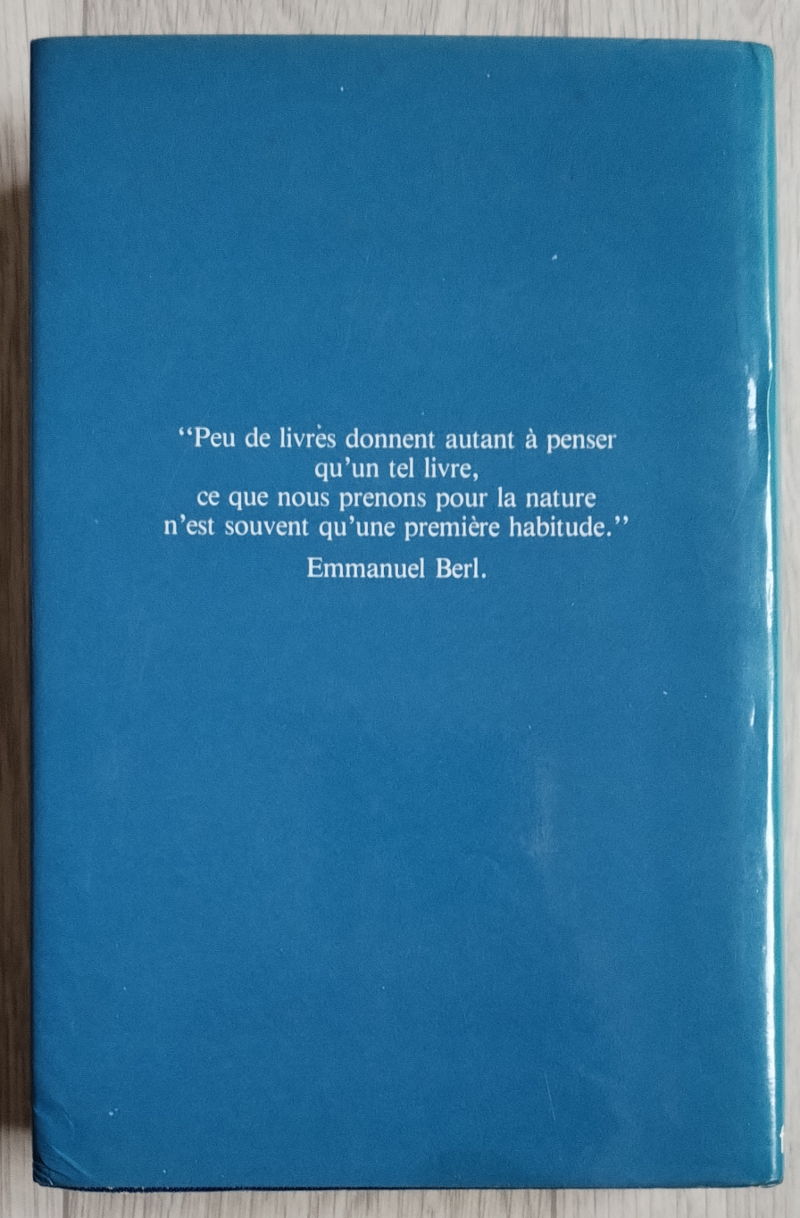 “Peu de livres donnent autant à penser
qu’un tel livre,
ce que nous prenons pour la nature
n’est souvent qu’une première habitude.”
Emmanuel Berl.